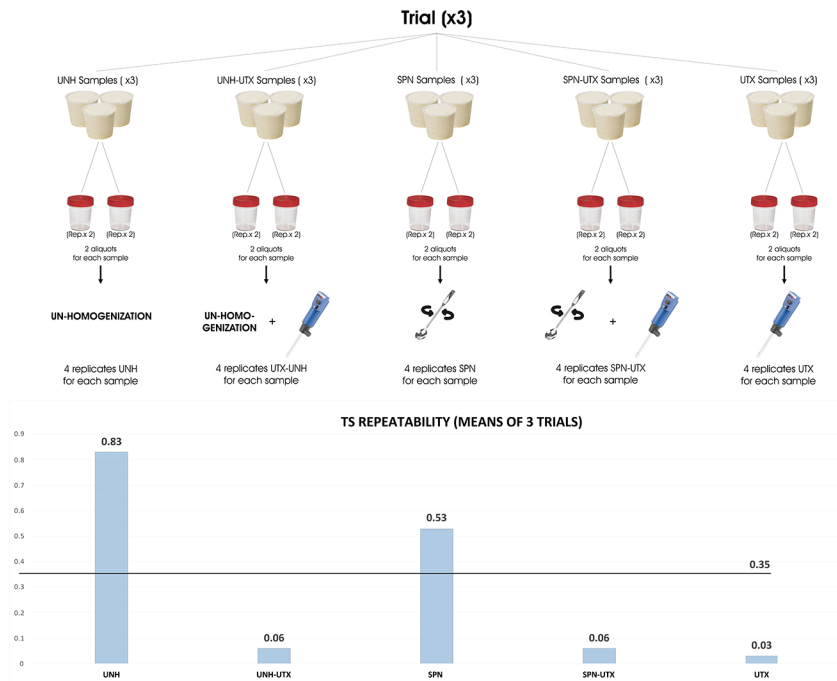 Trial (x3)
UNH Samples ( x3)
UNH-UTX Samples ( x3)
SPN Samples  ( x3)
SPN-UTX Samples ( x3)
UTX Samples ( x3)
(Rep.x 2)
(Rep.x 2)
(Rep.x 2)
(Rep.x 2)
(Rep.x 2)
(Rep.x 2)
(Rep.x 2)
(Rep.x 2)
(Rep.x 2)
(Rep.x 2)
2 aliquots
for each sample
2 aliquots
for each sample
2 aliquots
for each sample
2 aliquots
for each sample
2 aliquots
for each sample
UN-HOMOGENIZATION
UN-HOMO-
GENIZATION
+
+
4 replicates UNH
for each sample
4 replicates UTX-UNH
for each sample
4 replicates SPN
for each sample
4 replicates SPN-UTX
for each sample
4 replicates UTX
for each sample
TS REPEATABILITY (MEANS OF 3 TRIALS)
0.9
0.8
0.7
0.6
0.5
0.4
0.3
0.2
0.1
0
0.83
0.06
0.53
0.06
0.35
0.03
UNH
UNH-UTX
SPN
SPN-UTX
UTX